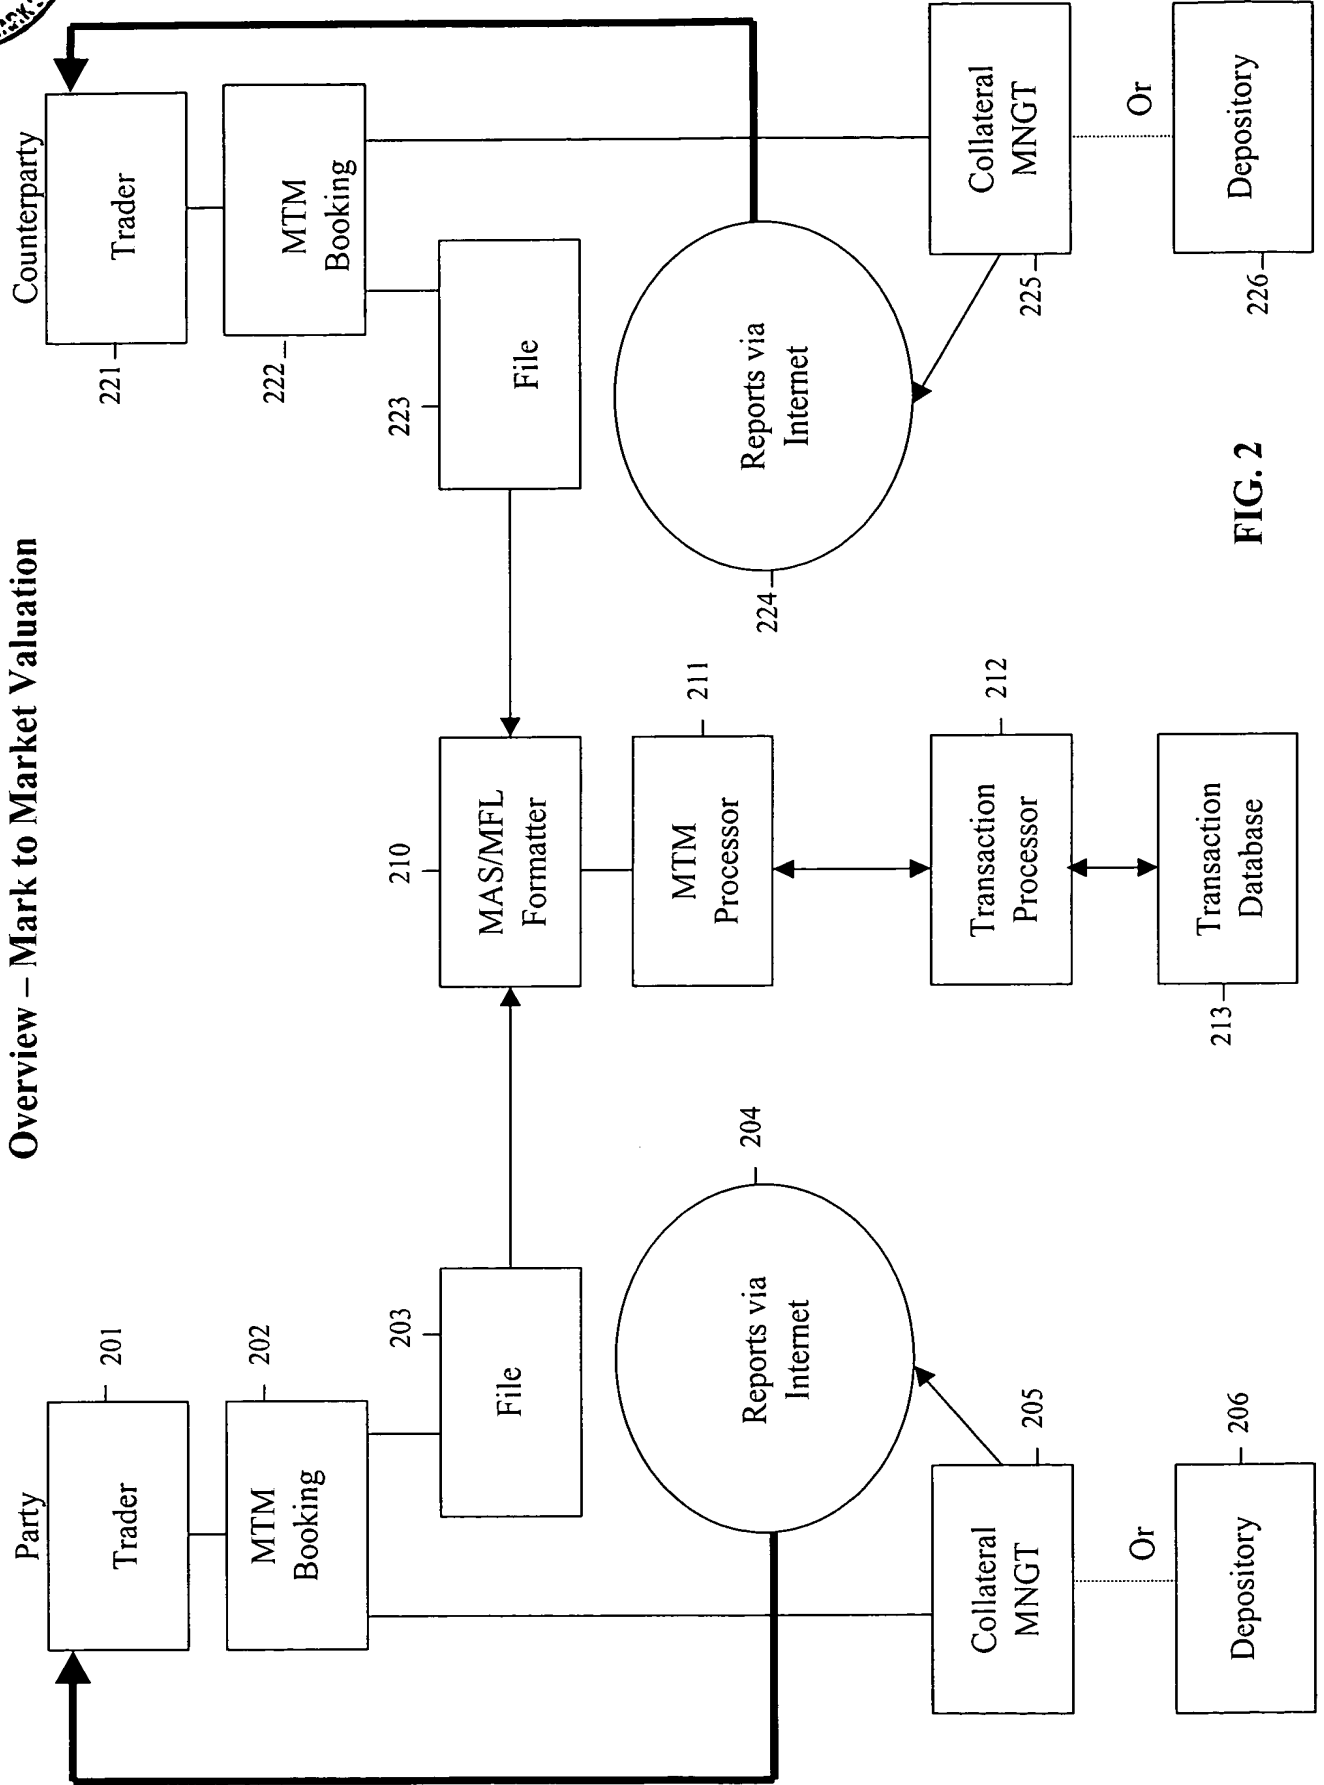 Overview – Mark to Market Valuation
Party
Counterparty
Trader
201
Trader
221
MTM
Booking
202
MTM
Booking
222
203
File
210
MAS/MFL
Formatter
223
File
204
Reports via
Internet
MTM
Processor
211
Reports via
Internet
224
Collateral
MNGT
205
Transaction
Processor
212
Collateral
MNGT
225
Or
Or
Depository
206
Transaction
Database
213
Depository
226
FIG. 2